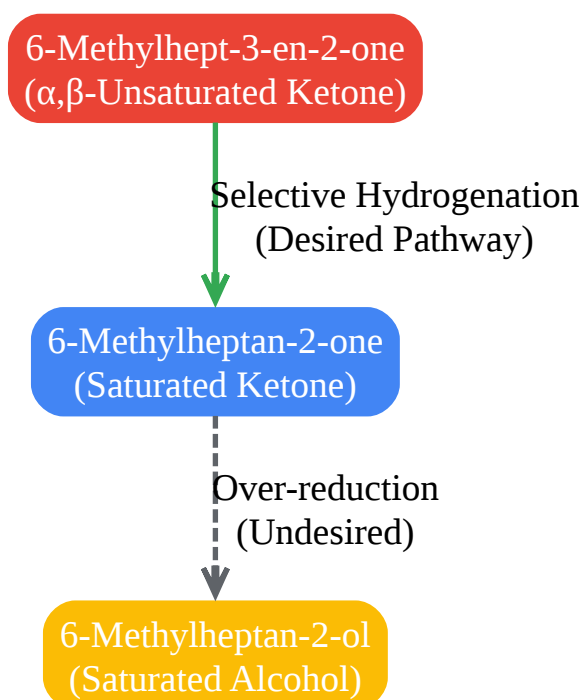 6-Methylhept-3-en-2-one
(α,β-Unsaturated Ketone)
Selective Hydrogenation
(Desired Pathway)
6-Methylheptan-2-one
(Saturated Ketone)
Over-reduction
(Undesired)
6-Methylheptan-2-ol
(Saturated Alcohol)